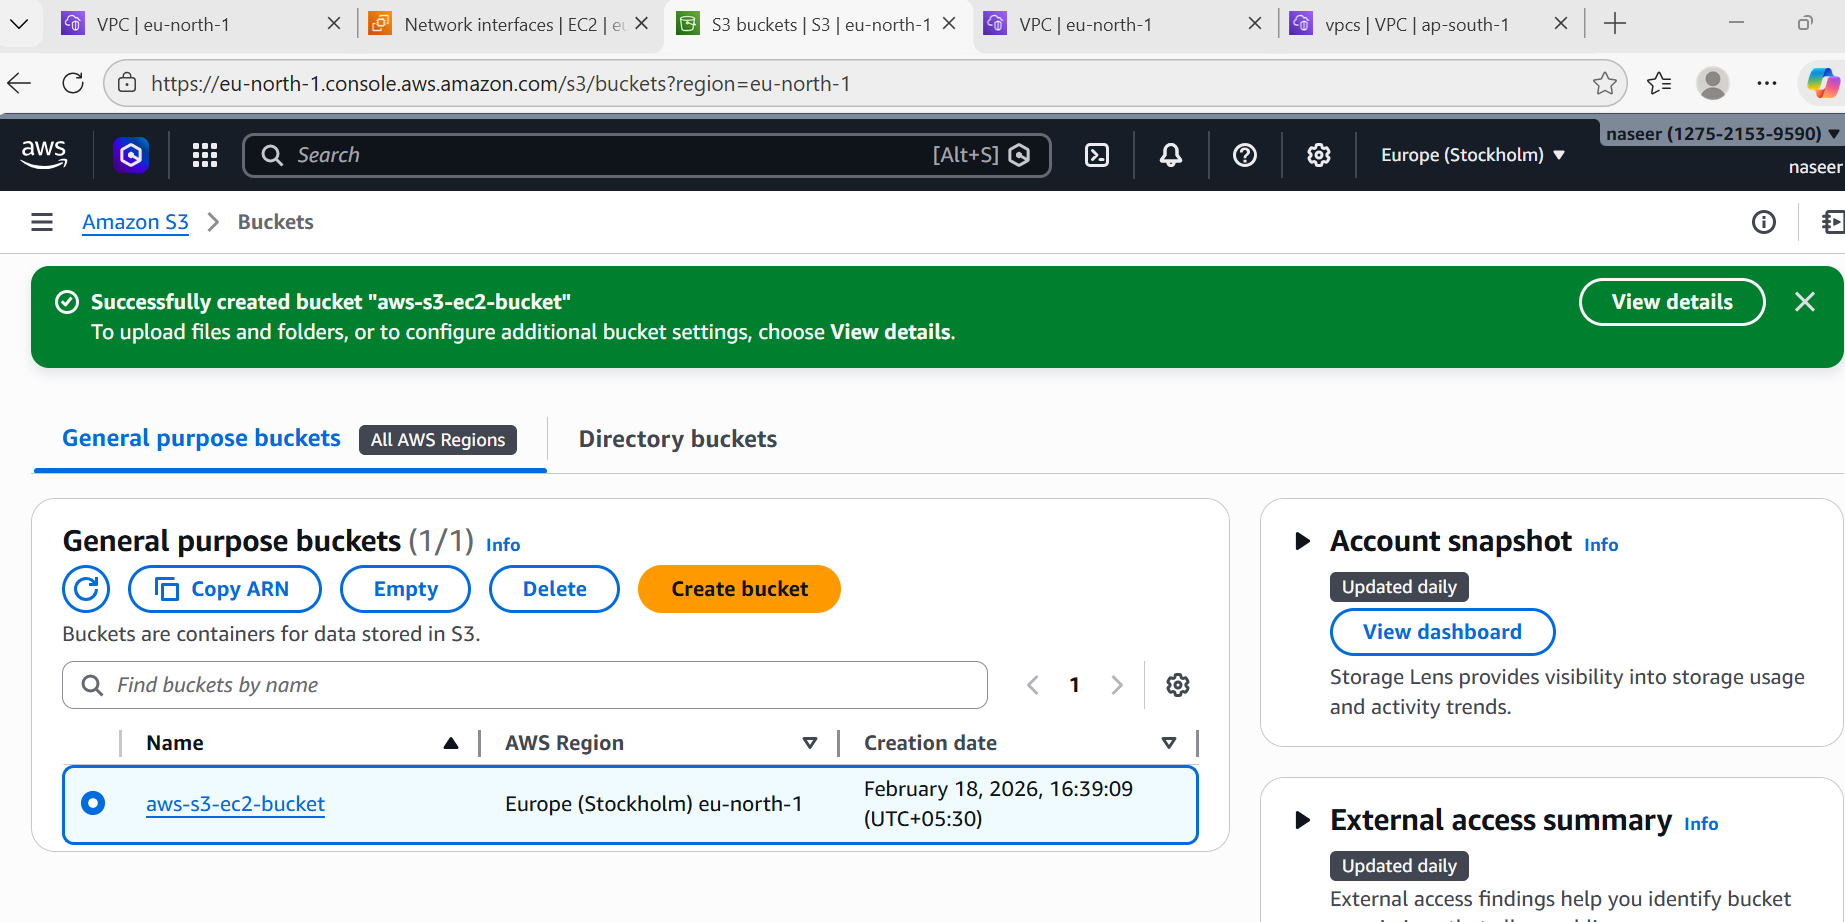 VPC | eu-north-1
Network interfaces | EC2 | eu
S3 buckets | S3 | eu-north-1
VPC | eu-north-1
vpcs | VPC | ap-south-1
https://eu-north-1.console.aws.amazon.com/s3/buckets?region=eu-north-1
aws
Search
[Alt+S]
Europe (Stockholm)
naseer (1275-2153-9590)
naseer
Amazon S3
Buckets
Successfully created bucket "aws-s3-ec2-bucket"
To upload files and folders, or to configure additional bucket settings, choose View details.
View details
General purpose buckets
All AWS Regions
Directory buckets
General purpose buckets (1/1) Info
Copy ARN
Empty
Delete
Create bucket
Buckets are containers for data stored in S3.
Find buckets by name
1
Name
AWS Region
Creation date
aws-s3-ec2-bucket
Europe (Stockholm) eu-north-1
February 18, 2026, 16:39:09
(UTC+05:30)
Account snapshot Info
Updated daily
View dashboard
Storage Lens provides visibility into storage usage
and activity trends.
External access summary Info
Updated daily
External access findings help you identify bucket